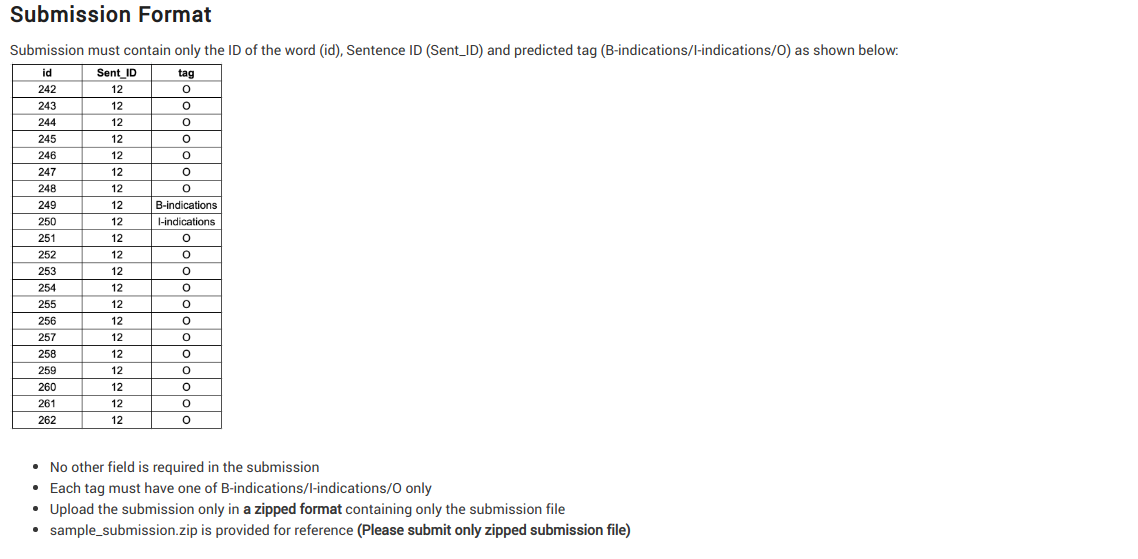 Submission Format
Submission must contain only the ID of the word (id), Sentence ID (Sent_ID) and predicted tag (B-indications/I-indications/O) as shown below:
id Sent_ID tag
242 12 O
243 12 O
244 12 O
245 12 O
246 12 O
247 12 O
248 12 O
249 12 B-indications
250 12 I-indications
251 12 O
252 12 O
253 12 O
254 12 O
255 12 O
256 12 O
257 12 O
258 12 O
259 12 O
260 12 O
261 12 O
262 12 O
• No other field is required in the submission
• Each tag must have one of B-indications/I-indications/O only
• Upload the submission only in a zipped format containing only the submission file
• sample_submission.zip is provided for reference (Please submit only zipped submission file)